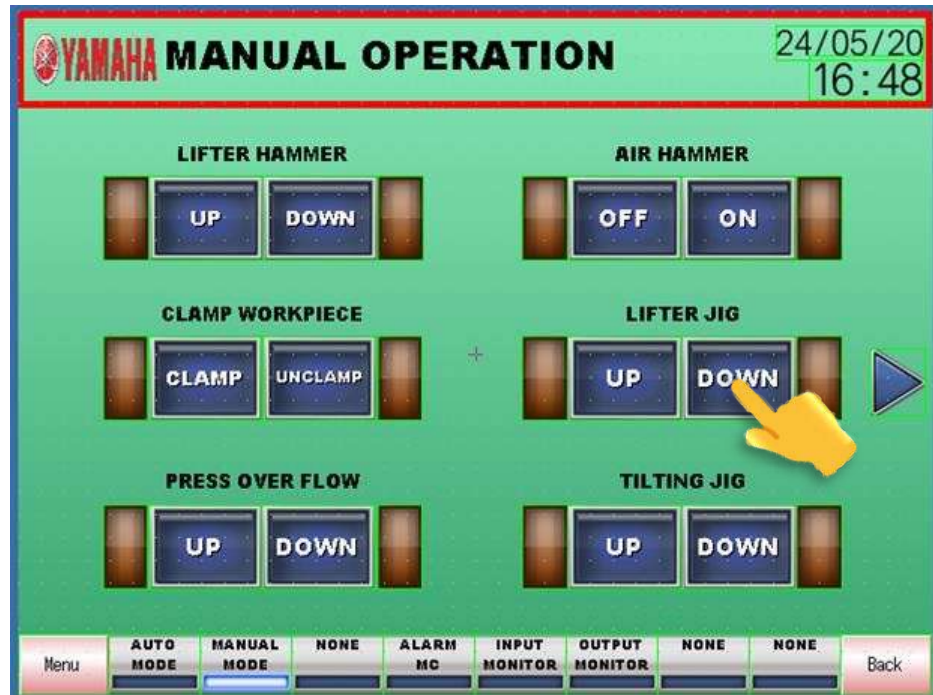 YAMAHA MANUAL OPERATION
24/05/20
16:48
LIFTER HAMMER
UP DOWN
AIR HAMMER
OFF ON
CLAMP WORKPIECE
CLAMP UNCLAMP
LIFTER JIG
UP DOWN
PRESS OVER FLOW
UP DOWN
TILTING JIG
UP DOWN
Menu
AUTO
MODE
MANUAL
MODE
NONE
ALARM
MC
INPUT
MONITOR
OUTPUT
MONITOR
NONE
NONE
Back